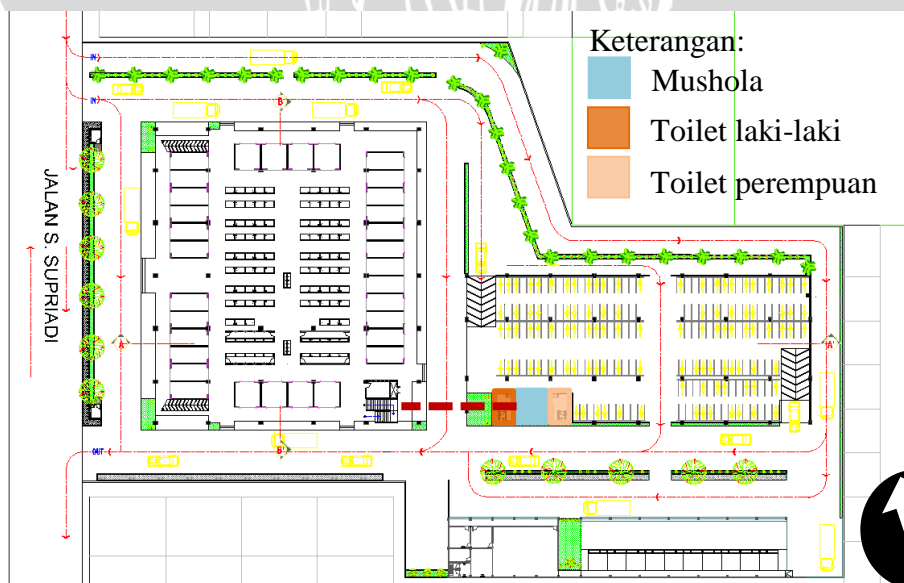 Keterangan:
Mushola
Toilet laki-laki
Toilet perempuan
IN
IN
B
JALAN S. SUPRIADI
A
A'
B'
OUT